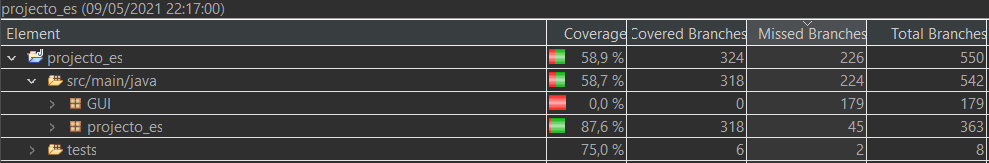 projecto_es (09/05/2021 22:17:00)
Element Coverage Covered Branches Missed Branches Total Branches
projecto_es 58,9 % 324 226 550
src/main/java 58,7 % 318 224 542
GUI 0,0 % 0 179 179
projecto_es 87,6 % 318 45 363
tests 75,0 % 6 2 8